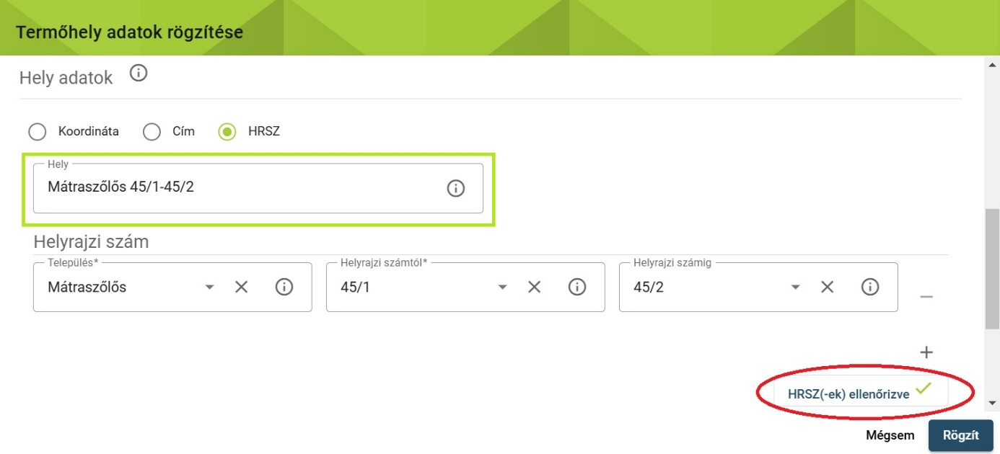 Termőhely adatok rögzítése
Hely adatok
Koordináta Cím HRSZ
Hely
Mátraszőlős 45/1-45/2
Helyrajzi szám
Település* Helyrajzi számtól* Helyrajzi számig
Mátraszőlős 45/1 45/2
HRSZ(-ek) ellenőrizve
Mégsem Rögzít